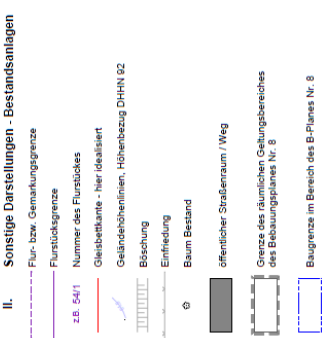 II. Sonstige Darstellungen - Bestandsanlagen
Flur- bzw. Gemarkungsgrenze
Flurstücksgrenze
z.B. 54/1 Nummer des Flurstückes
Gleisbettkante - hier idealisiert
Geländehöhenlinien, Höhenbezug DHHN 92
Böschung
Einfriedung
Baum Bestand
öffentlicher Straßenraum / Weg
Grenze des räumlichen Geltungsbereiches
des Bebauungsplanes Nr. 8
Baugrenze im Bereich des B-Planes Nr. 8